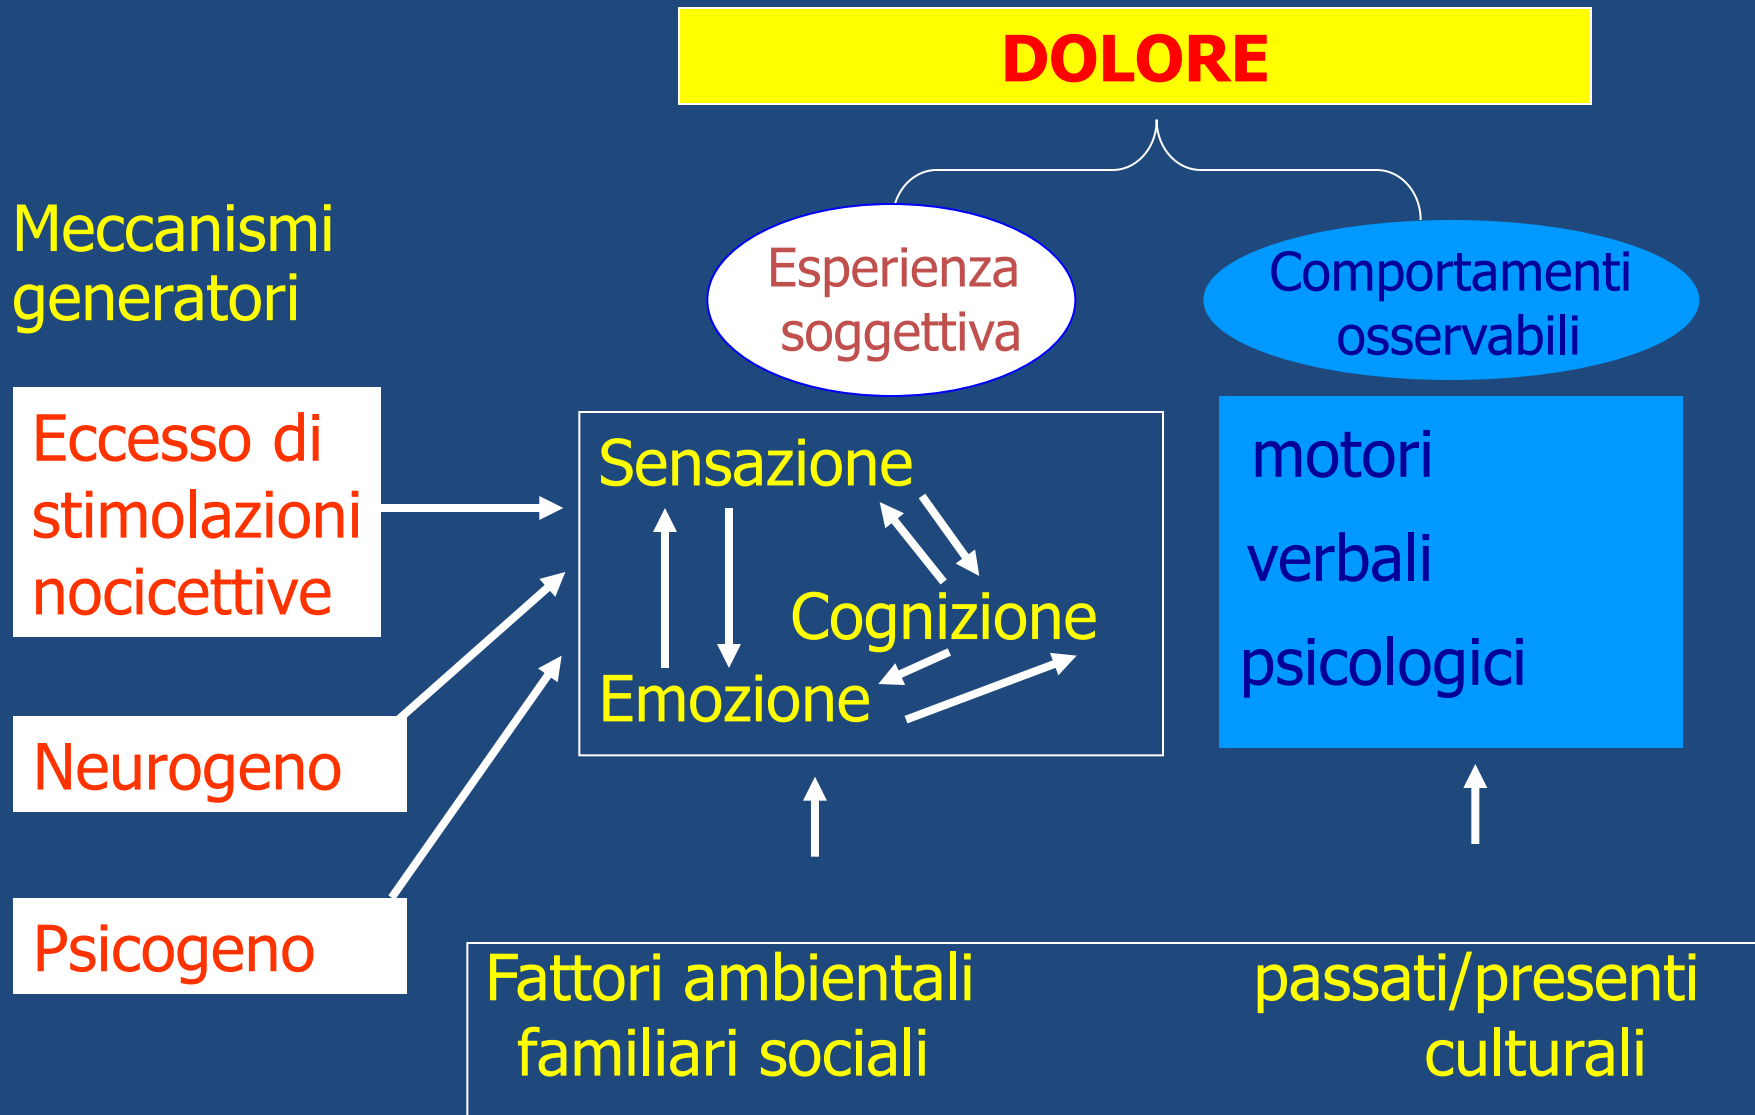 DOLORE
Meccanismi
generatori
Esperienza
soggettiva
Comportamenti
osservabili
Eccesso di
stimolazioni
nocicettive
Neurogeno
Psicogeno
Sensazione
Cognizione
Emozione
motori
verbali
psicologici
Fattori ambientali passati/presenti
familiari sociali culturali